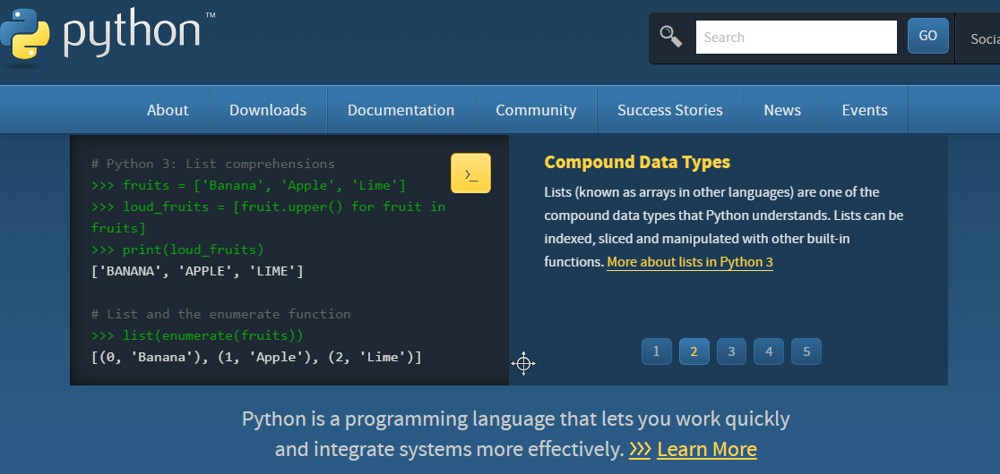 python™
Search
GO
About
Downloads
Documentation
Community
Success Stories
News
Events
# Python 3: List comprehensions
>>> fruits = ['Banana', 'Apple', 'Lime']
>>> loud_fruits = [fruit.upper() for fruit in
fruits]
>>> print(loud_fruits)
['BANANA', 'APPLE', 'LIME']
# List and the enumerate function
>>> list(enumerate(fruits))
[(0, 'Banana'), (1, 'Apple'), (2, 'Lime')]
>_
Compound Data Types
Lists (known as arrays in other languages) are one of the
compound data types that Python understands. Lists can be
indexed, sliced and manipulated with other built-in
functions. More about lists in Python 3
1 2 3 4 5
Python is a programming language that lets you work quickly
and integrate systems more effectively. >>> Learn More